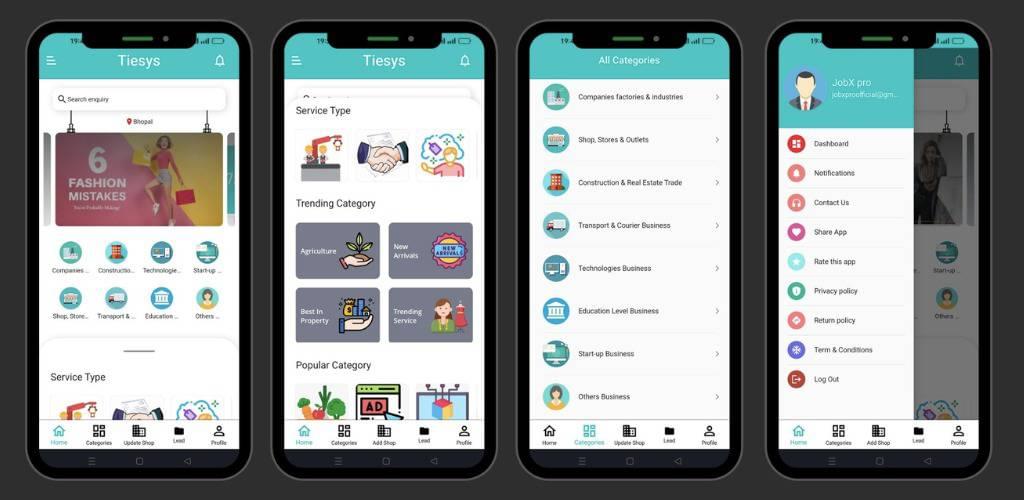 Tiesys
Search enquiry
Bhopal
6
FASHION
MISTAKES
You're Probably Making!
Companies ...
Constructio...
Technologie...
Start-up ...
Shop, Store...
Transport & ...
Education ...
Others ...
Service Type
Home
Categories
Update Shop
Lead
Profile
Tiesys
Service Type
Trending Category
Agriculture
New
Arrivals
NEW
ARRIVALS
Best In
Property
Trending
Service
Popular Category
AD
Home
Categories
Add Shop
Lead
Profile
All Categories
Companies factories & industries
Shop, Stores & Outlets
Construction & Real Estate Trade
Transport & Courier Business
Technologies Business
Education Level Business
Start-up Business
Others Business
Home
Categories
Update Shop
Lead
Profile
JobX pro
jobxproofficial@gm...
Dashboard
Notifications
Contact Us
Share App
Rate this app
Privacy policy
Return policy
Term & Conditions
Log Out
Start-up ...
Others ...
Home
Categories
Add Shop
Lead
Profile